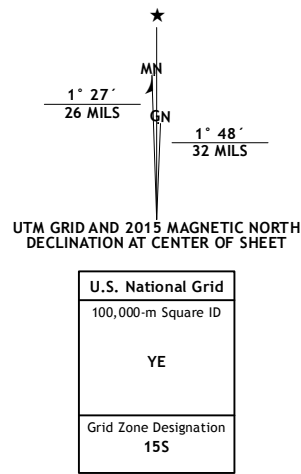 MN
1° 27´
26 MILS
GN
1° 48´
32 MILS
UTM GRID AND 2015 MAGNETIC NORTH
DECLINATION AT CENTER OF SHEET
U.S. National Grid
100,000-m Square ID
YE
Grid Zone Designation
15S